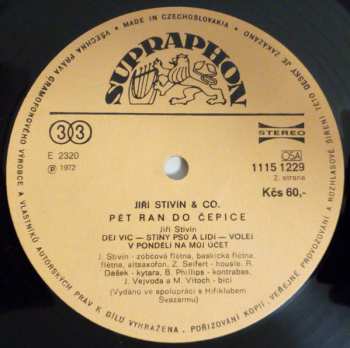 VŠECHNA PRÁVA GRAMOFONOVÉHO VÝROBCE A VLASTNÍKŮ AUTORSKÝCH PRÁV K DÍLU VYHRAŽENA. POŘIZOVÁNÍ KOPIÍ, VEŘEJNÉ PROVOZOVÁNÍ A ROZHLASOVÉ ŠÍŘENÍ TÉTO DESKY JE ZAKÁZÁNO • MADE IN CZECHOSLOVAKIA •
SUPRAPHON
33
STEREO
E 2320
℗ 1972
OSA
1115 1229
2. strana
JIŘÍ STIVÍN & CO.
Kčs 60,-
PĚT RAN DO ČEPICE
Jiří Stivín
DEJ VÍC — STÍNY PSŮ A LIDÍ — VOLEJ
V PONDĚLÍ NA MŮJ ÚČET
J. Stivín - zobcová flétna, basklická flétna,
flétna, altsaxofon, Z. Seifert - housle, R.
Dašek - kytara, B. Phillips - kontrabas,
J. Vejvoda a M. Vitoch - bicí
(Vydáno ve spolupráci s Hifiklubem
Svazarmu)